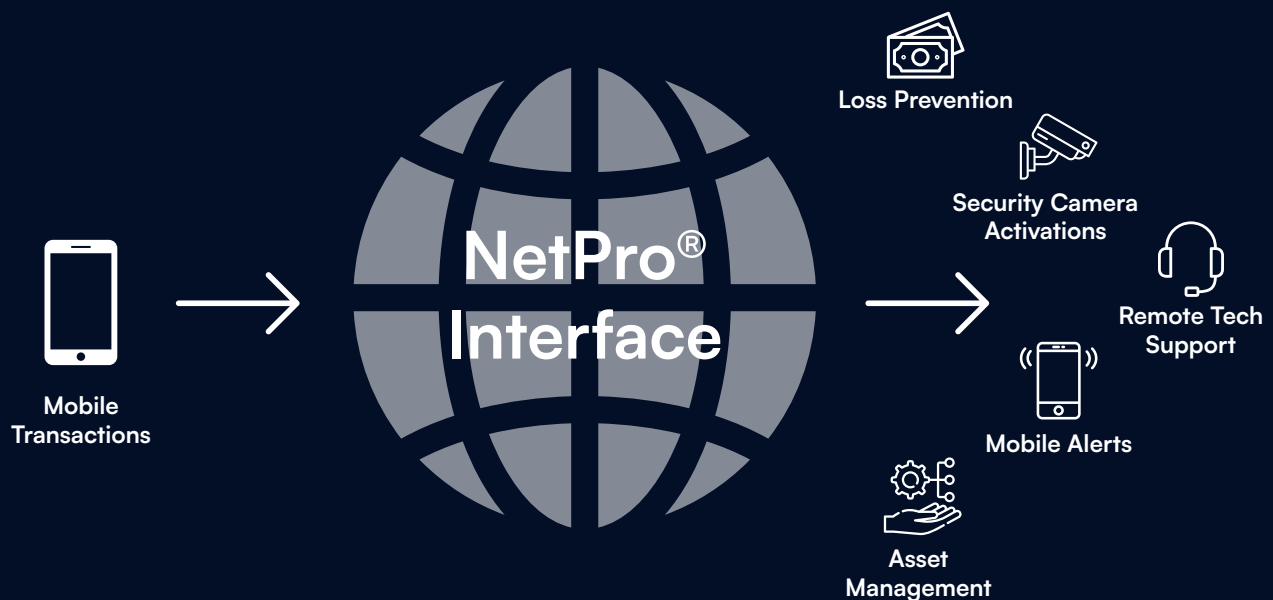 Mobile
Transactions
NetPro®
Interface
Loss Prevention
Security Camera
Activations
Remote Tech
Support
Mobile Alerts
Asset
Management